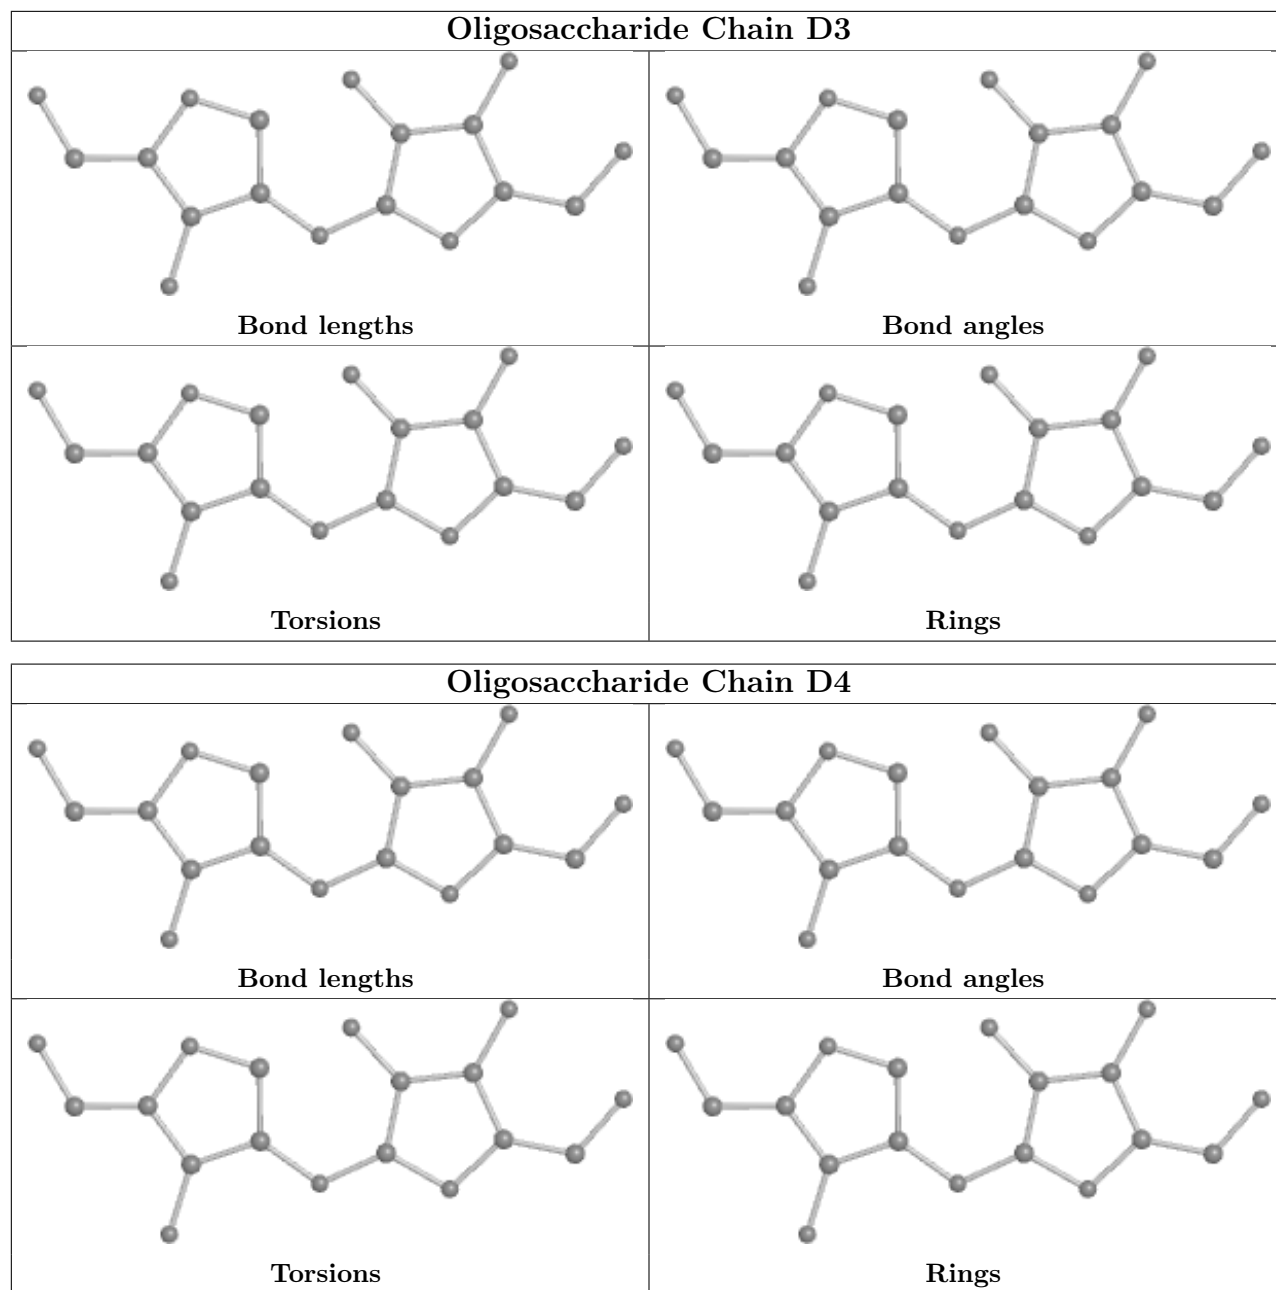 Oligosaccharide Chain D3
Bond lengths
Bond angles
Torsions
Rings
Oligosaccharide Chain D4
Bond lengths
Bond angles
Torsions
Rings